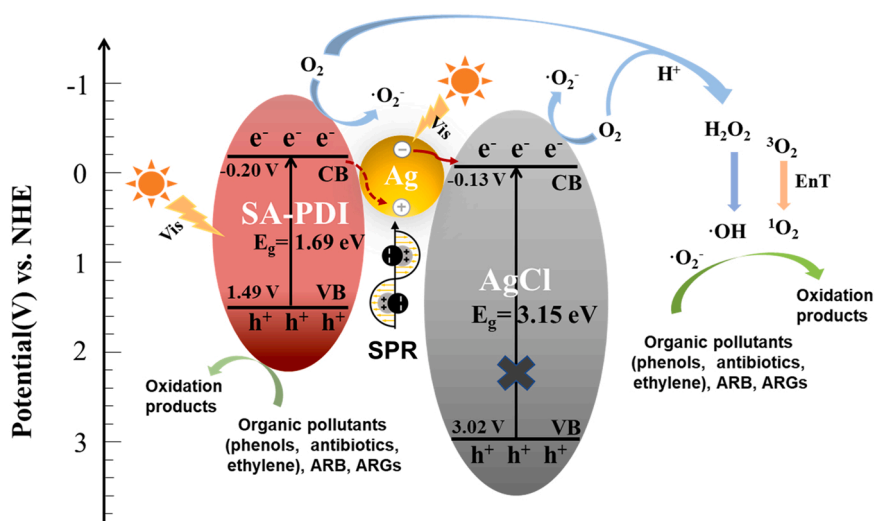 Potential(V) vs. NHE
-1
0
1
2
3
O₂
·O₂⁻
Vis
·O₂⁻
O₂
H⁺
H₂O₂
³O₂
EnT
·OH
¹O₂
·O₂⁻
Oxidation
products
Organic pollutants
(phenols, antibiotics,
ethylene), ARB, ARGs
Vis
e⁻ e⁻ e⁻
-0.20 V
CB
SA-PDI
E_g= 1.69 eV
1.49 V
VB
h⁺ h⁺ h⁺
−
Ag
+
SPR
e⁻ e⁻ e⁻
-0.13 V
CB
AgCl
E_g= 3.15 eV
3.02 V
VB
h⁺ h⁺ h⁺
Oxidation
products
Organic pollutants
(phenols, antibiotics,
ethylene), ARB, ARGs